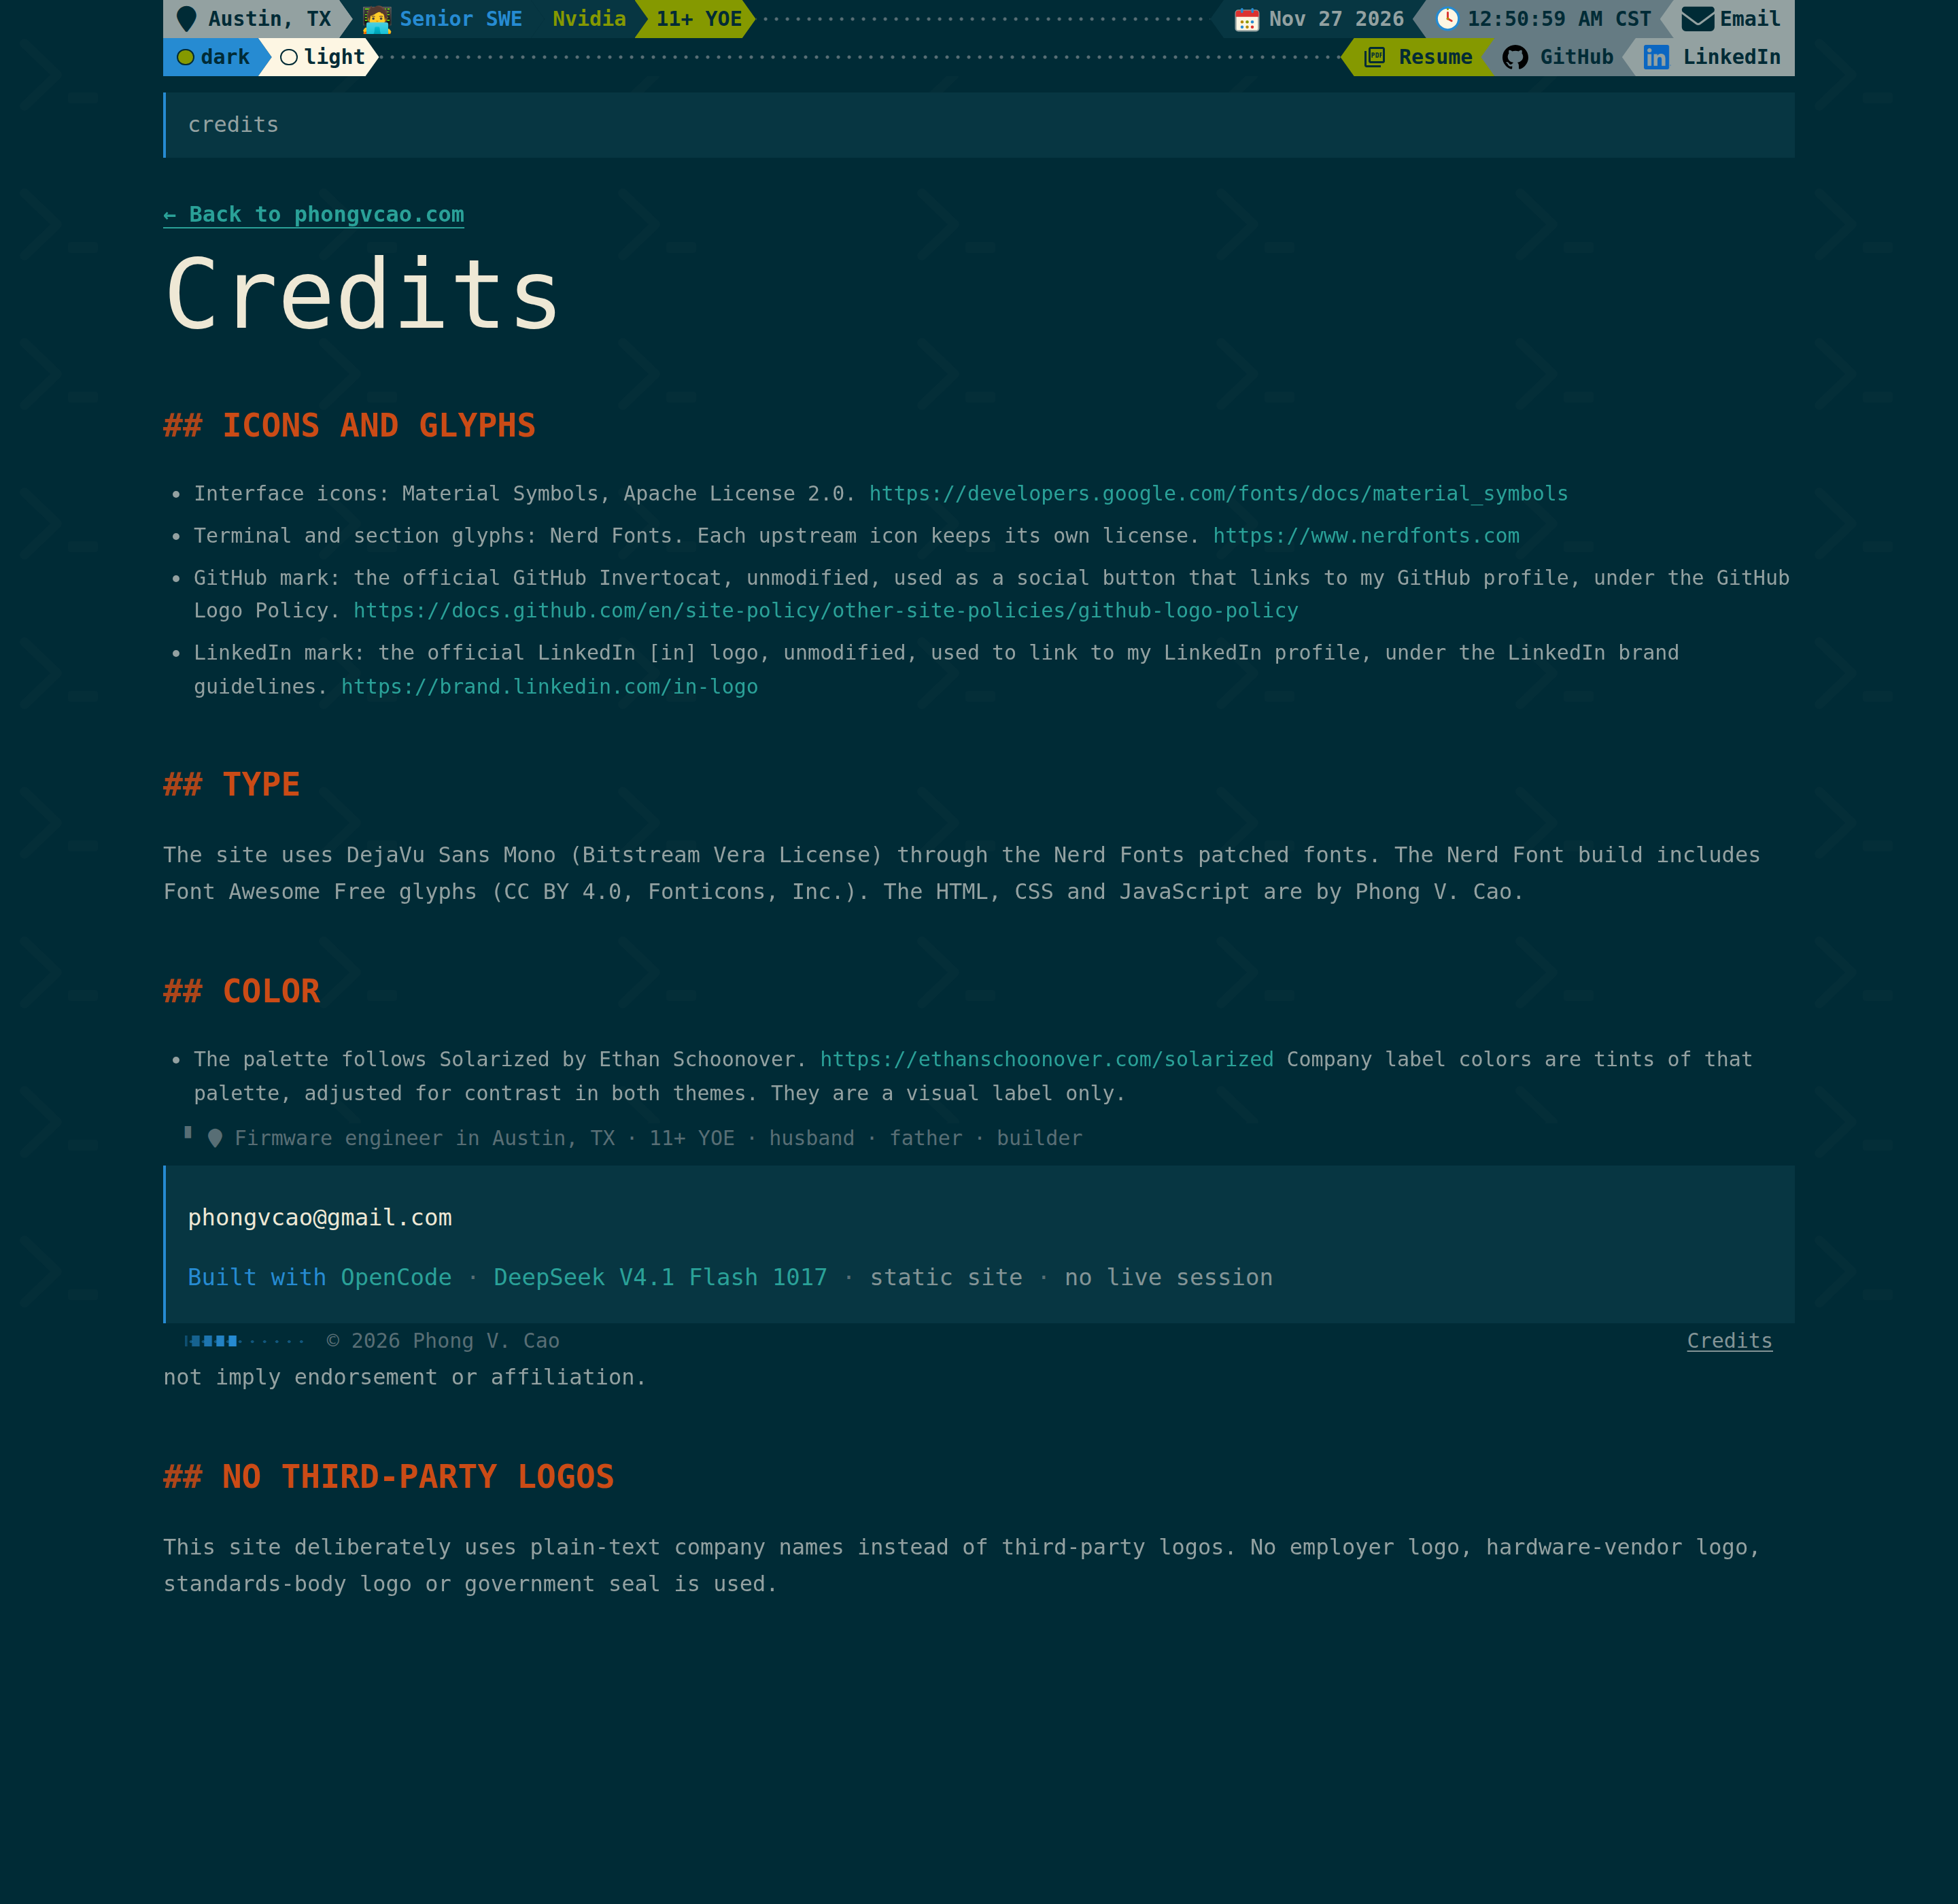 Austin, TX Senior SWE Nvidia 11+ YOE Nov 27 2026 12:50:59 AM CST Email
dark light Resume GitHub LinkedIn
credits
← Back to phongvcao.com
Credits
## ICONS AND GLYPHS
• Interface icons: Material Symbols, Apache License 2.0. https://developers.google.com/fonts/docs/material_symbols
• Terminal and section glyphs: Nerd Fonts. Each upstream icon keeps its own license. https://www.nerdfonts.com
• GitHub mark: the official GitHub Invertocat, unmodified, used as a social button that links to my GitHub profile, under the GitHub
Logo Policy. https://docs.github.com/en/site-policy/other-site-policies/github-logo-policy
• LinkedIn mark: the official LinkedIn [in] logo, unmodified, used to link to my LinkedIn profile, under the LinkedIn brand
guidelines. https://brand.linkedin.com/in-logo
## TYPE
The site uses DejaVu Sans Mono (Bitstream Vera License) through the Nerd Fonts patched fonts. The Nerd Font build includes
Font Awesome Free glyphs (CC BY 4.0, Fonticons, Inc.). The HTML, CSS and JavaScript are by Phong V. Cao.
## COLOR
• The palette follows Solarized by Ethan Schoonover. https://ethanschoonover.com/solarized Company label colors are tints of that
palette, adjusted for contrast in both themes. They are a visual label only.
Firmware engineer in Austin, TX · 11+ YOE · husband · father · builder
phongvcao@gmail.com
Built with OpenCode · DeepSeek V4.1 Flash 1017 · static site · no live session
© 2026 Phong V. Cao Credits
not imply endorsement or affiliation.
## NO THIRD-PARTY LOGOS
This site deliberately uses plain-text company names instead of third-party logos. No employer logo, hardware-vendor logo,
standards-body logo or government seal is used.